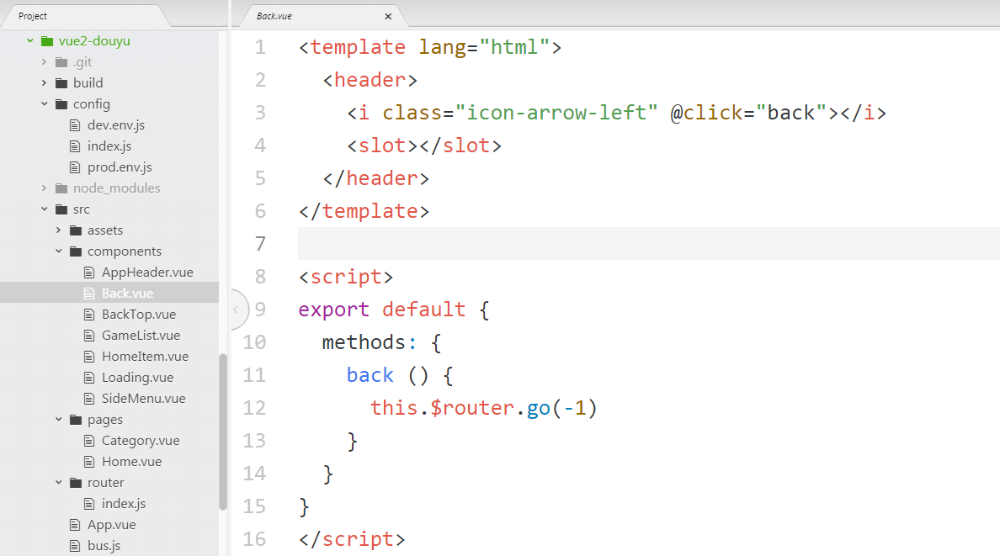 Project
vue2-douyu
.git
build
config
dev.env.js
index.js
prod.env.js
node_modules
src
assets
components
AppHeader.vue
Back.vue
BackTop.vue
GameList.vue
HomeItem.vue
Loading.vue
SideMenu.vue
pages
Category.vue
Home.vue
router
index.js
App.vue
bus.js
Back.vue
1 <template lang="html">
2   <header>
3     <i class="icon-arrow-left" @click="back"></i>
4     <slot></slot>
5   </header>
6 </template>
7
8 <script>
9 export default {
10   methods: {
11     back () {
12       this.$router.go(-1)
13     }
14   }
15 }
16 </script>